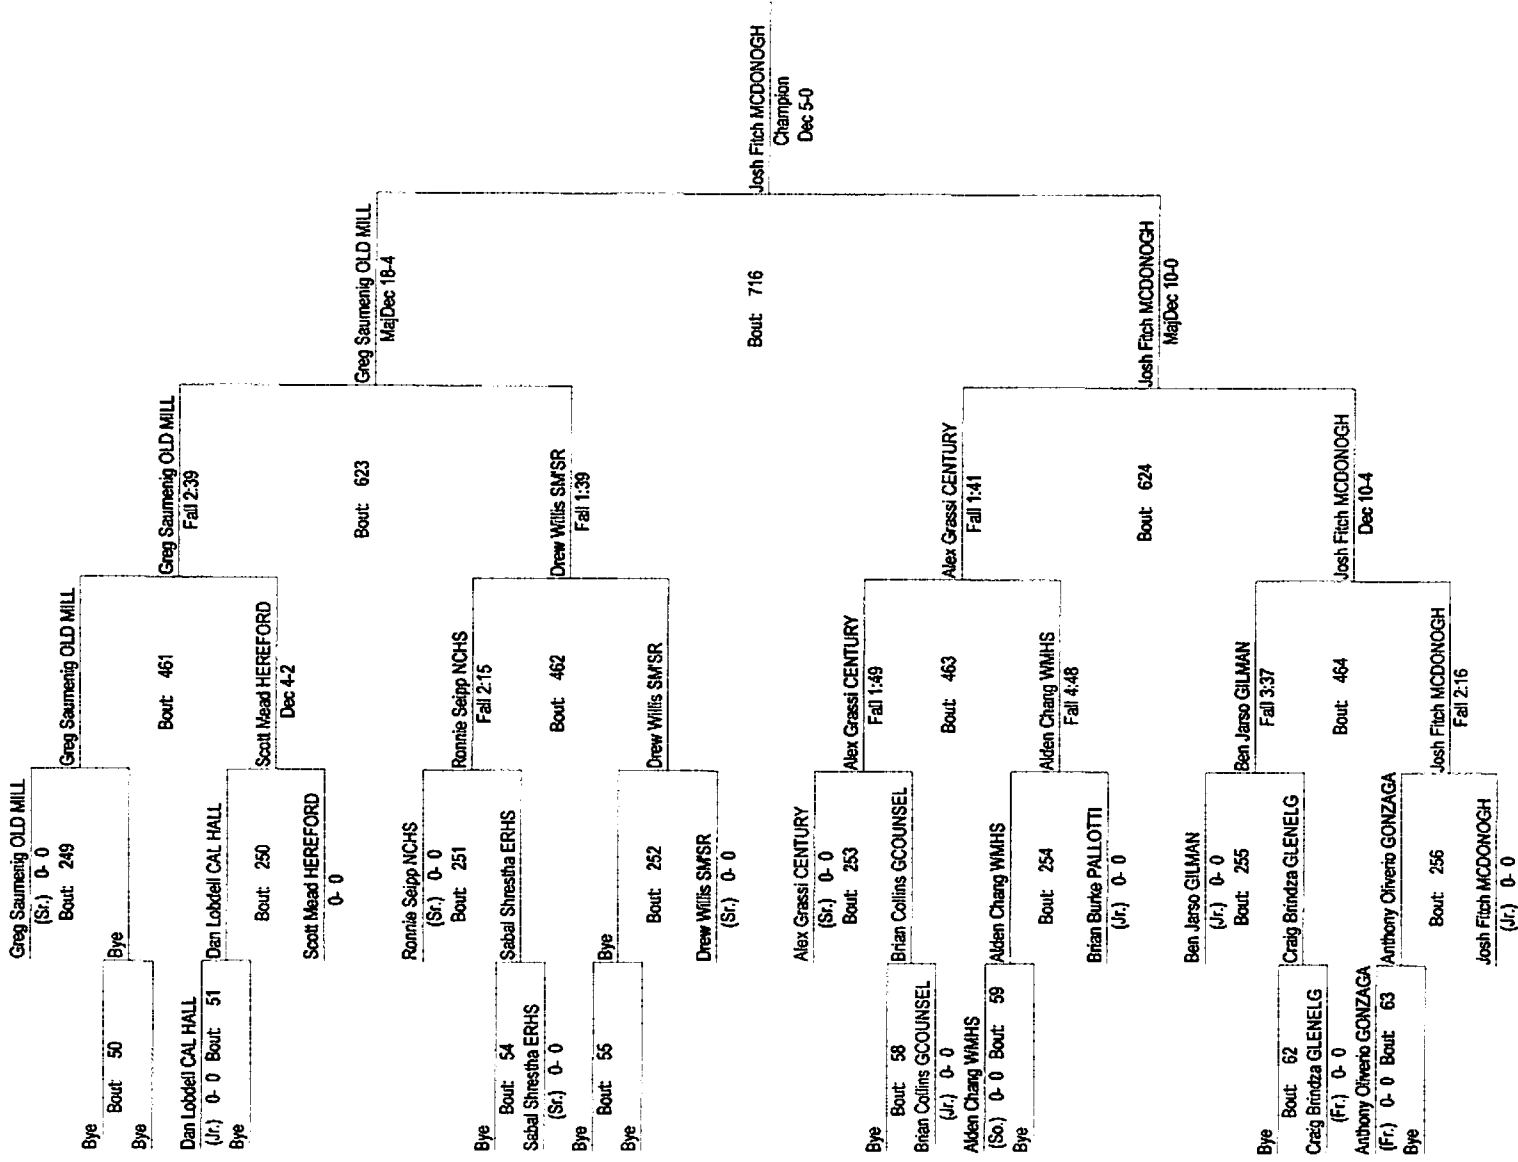 Bye
Bout: 50
Bye
Dan Lobdell CAL HALL
(Jr.) 0- 0 Bout: 51
Bye
Bye
Bout: 54
Sabal Shrestha ERHS
(Sr.) 0- 0
Bye
Bout: 55
Bye
Bye
Bout: 58
Brian Collins GCOUNSEL
(Jr.) 0- 0
Alden Chang WMHS
(So.) 0- 0 Bout: 59
Bye
Bye
Bout: 62
Craig Brindza GLENELG
(Fr.) 0- 0
Anthony Oliverio GONZAGA
(Fr.) 0- 0 Bout: 63
Bye
Greg Saumenig OLD MILL
(Sr.) 0- 0
Bout: 249
Bye
Dan Lobdell CAL HALL
Bout: 250
Scott Mead HEREFORD
0- 0
Ronnie Seipp NCHS
(Sr.) 0- 0
Bout: 251
Sabal Shrestha ERHS
Bye
Bout: 252
Drew Willis SM'SR
(Sr.) 0- 0
Alex Grassi CENTURY
(Sr.) 0- 0
Bout: 253
Brian Collins GCOUNSEL
Alden Chang WMHS
Bout: 254
Brian Burke PALLOTTI
(Jr.) 0- 0
Ben Jarso GILMAN
(Jr.) 0- 0
Bout: 255
Craig Brindza GLENELG
Anthony Oliverio GONZAGA
Bout: 256
Josh Fitch MCDONOGH
(Jr.) 0- 0
Greg Saumenig OLD MILL
Bout: 461
Scott Mead HEREFORD
Dec 4-2
Ronnie Seipp NCHS
Fall 2:15
Bout: 462
Drew Willis SM'SR
Alex Grassi CENTURY
Fall 1:49
Bout: 463
Alden Chang WMHS
Fall 4:48
Ben Jarso GILMAN
Fall 3:37
Bout: 464
Josh Fitch MCDONOGH
Fall 2:16
Greg Saumenig OLD MILL
Fall 2:39
Bout: 623
Drew Willis SM'SR
Fall 1:39
Alex Grassi CENTURY
Fall 1:41
Bout: 624
Josh Fitch MCDONOGH
Dec 10-4
Greg Saumenig OLD MILL
MajDec 18-4
Bout: 716
Josh Fitch MCDONOGH
MajDec 10-0
Josh Fitch MCDONOGH
Champion
Dec 5-0